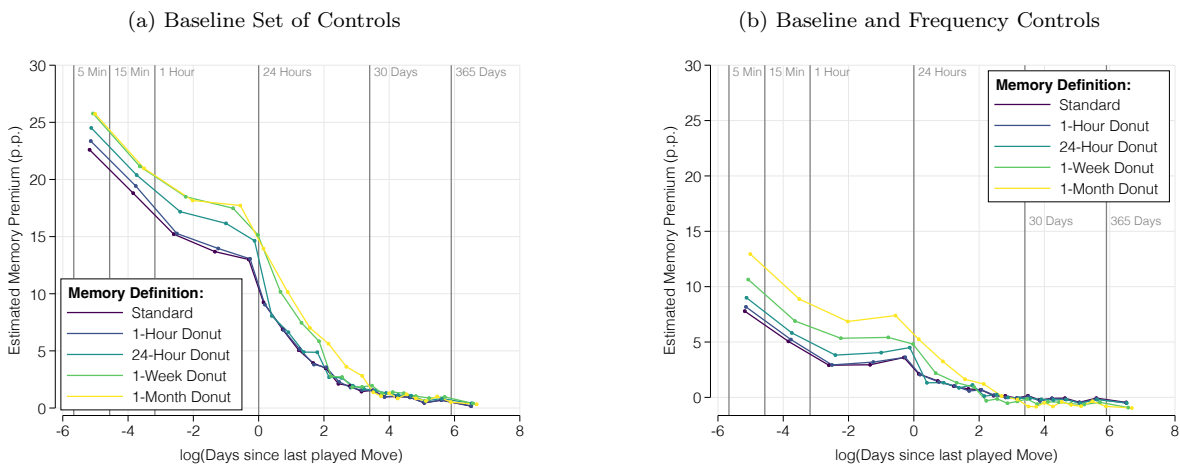 (a) Baseline Set of Controls
30
25
20
15
10
5
0
Estimated Memory Premium (p.p.)
5 Min
15 Min
1 Hour
24 Hours
30 Days
365 Days
Memory Definition:
Standard
1-Hour Donut
24-Hour Donut
1-Week Donut
1-Month Donut
-6
-4
-2
0
2
4
6
8
log(Days since last played Move)
(b) Baseline and Frequency Controls
30
25
20
15
10
5
0
Estimated Memory Premium (p.p.)
5 Min
15 Min
1 Hour
24 Hours
Memory Definition:
Standard
1-Hour Donut
24-Hour Donut
1-Week Donut
1-Month Donut
30 Days
365 Days
-6
-4
-2
0
2
4
6
8
log(Days since last played Move)